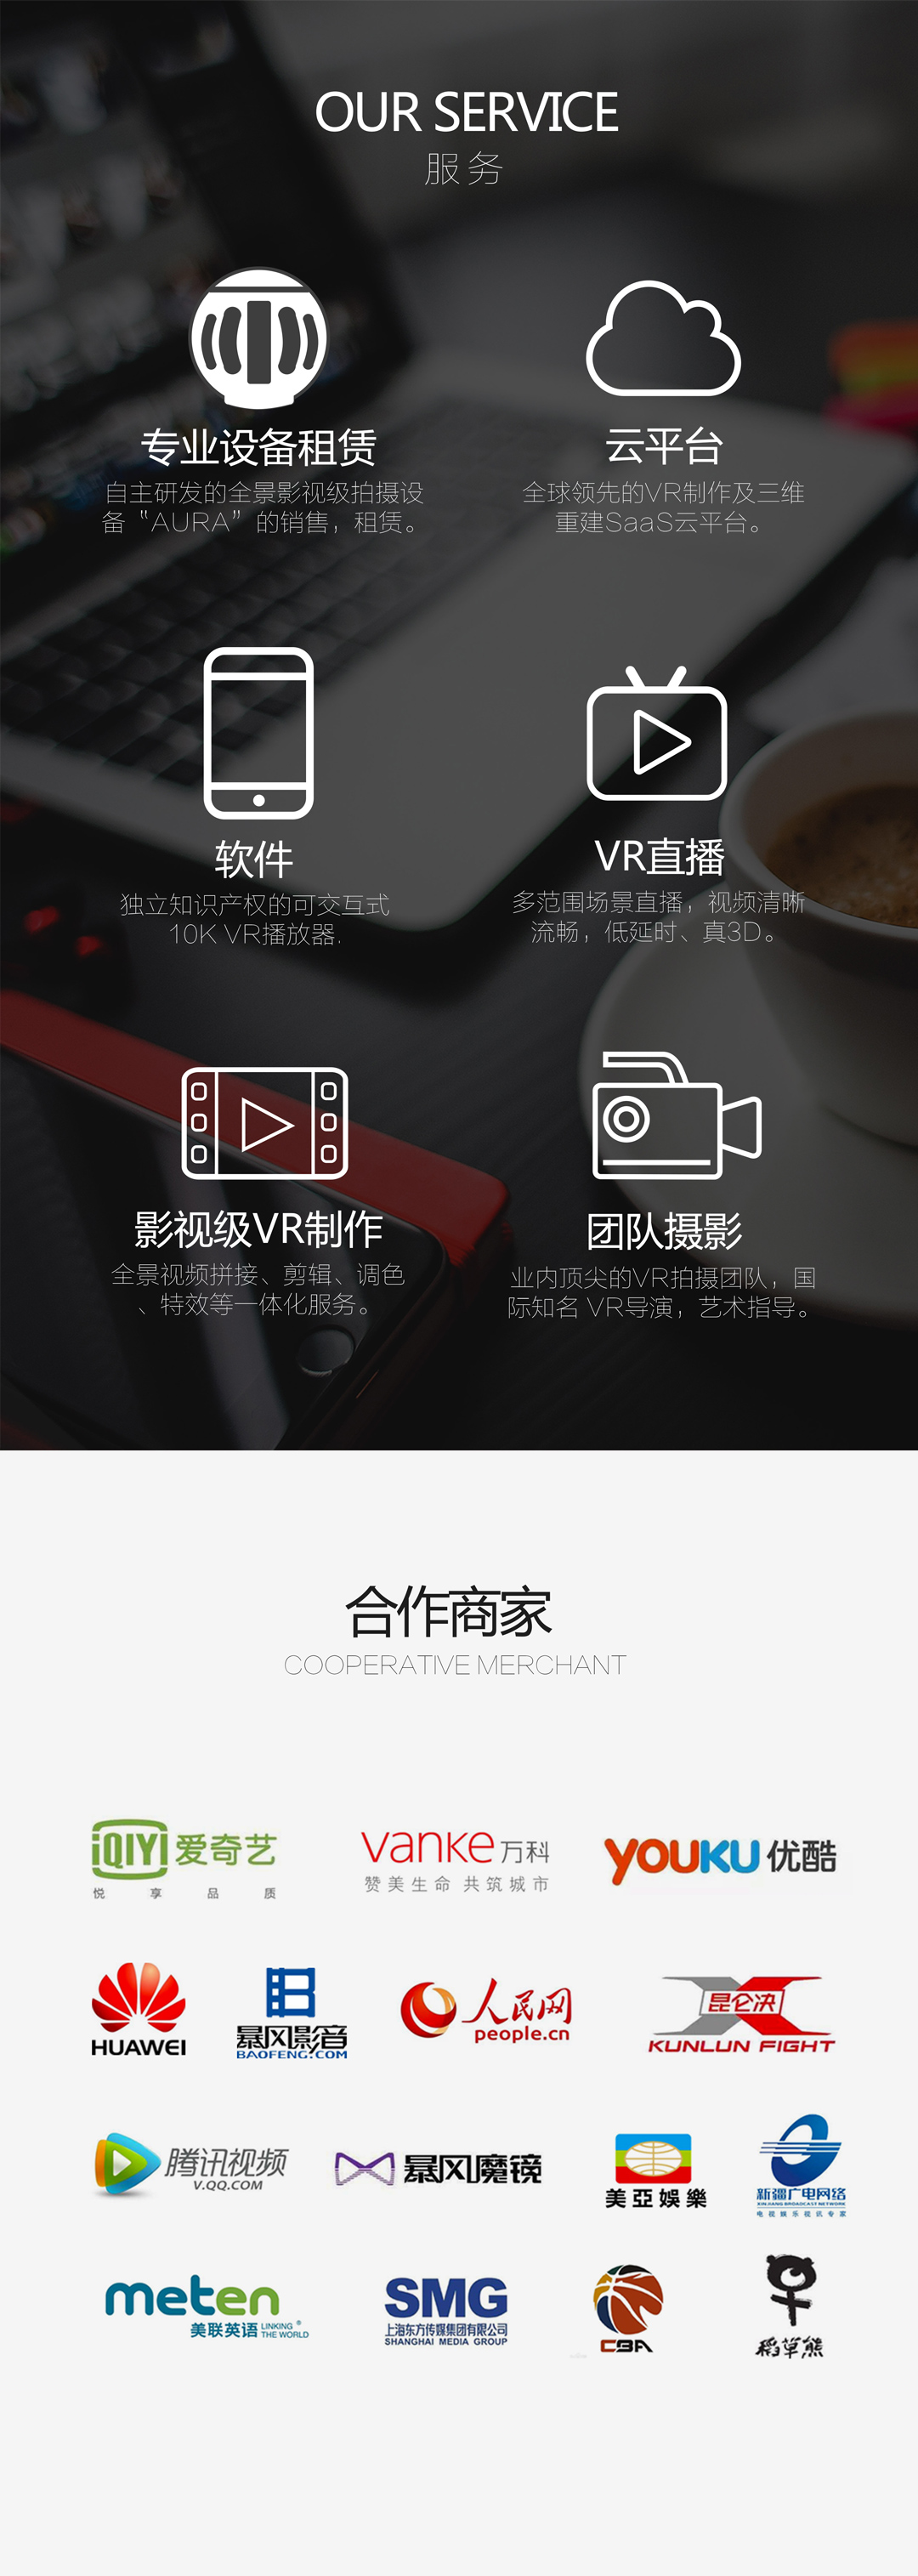 OUR SERVICE
服务
专业设备租赁
自主研发的全景影视级拍摄设
备“AURA”的销售，租赁。
云平台
全球领先的VR制作及三维
重建SaaS云平台。
软件
独立知识产权的可交互式
10K VR播放器.
VR直播
多范围场景直播，视频清晰
流畅，低延时、真3D。
影视级VR制作
全景视频拼接、剪辑、调色
、特效等一体化服务。
团队摄影
业内顶尖的VR拍摄团队，国
际知名 VR导演，艺术指导。
合作商家
COOPERATIVE MERCHANT
iQIYI 爱奇艺
悦享品质
vanke 万科
赞美生命 共筑城市
YOUKU 优酷
HUAWEI
暴风影音
BAOFENG.COM
人民网
people.cn
昆仑决
KUNLUN FIGHT
腾讯视频
V.QQ.COM
暴风魔镜
美亞娛樂
新疆广电网络
XINJIANG BROADCAST NETWORK
电视娱乐视讯专家
meten
美联英语 LINKING
THE WORLD
®
SMG
上海东方传媒集团有限公司
SHANGHAI MEDIA GROUP
CBA
稻草熊